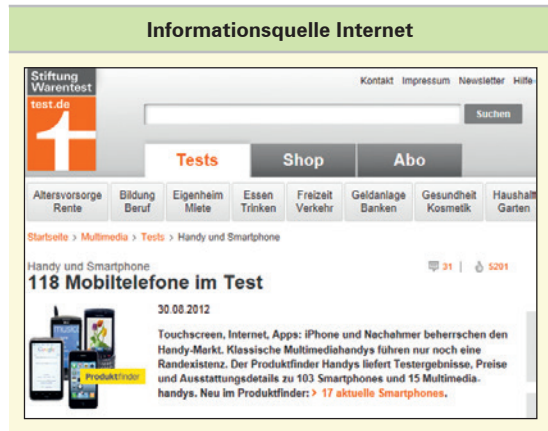 Informationsquelle Internet
Stiftung
Warentest
test.de
Kontakt Impressum Newsletter Hilfe
Suchen
Tests Shop Abo
Altersvorsorge Rente
Bildung Beruf
Eigenheim Miete
Essen Trinken
Freizeit Verkehr
Geldanlage Banken
Gesundheit Kosmetik
Haushalt Garten
Startseite > Multimedia > Tests > Handy und Smartphone
Handy und Smartphone
31 | 5201
118 Mobiltelefone im Test
30.08.2012
Touchscreen, Internet, Apps: iPhone und Nachahmer beherrschen den
Handy-Markt. Klassische Multimediahandys führen nur noch eine
Randexistenz. Der Produktfinder Handys liefert Testergebnisse, Preise
und Ausstattungsdetails zu 103 Smartphones und 15 Multimedia-
handys. Neu im Produktfinder: > 17 aktuelle Smartphones.
music
Google
Produktfinder